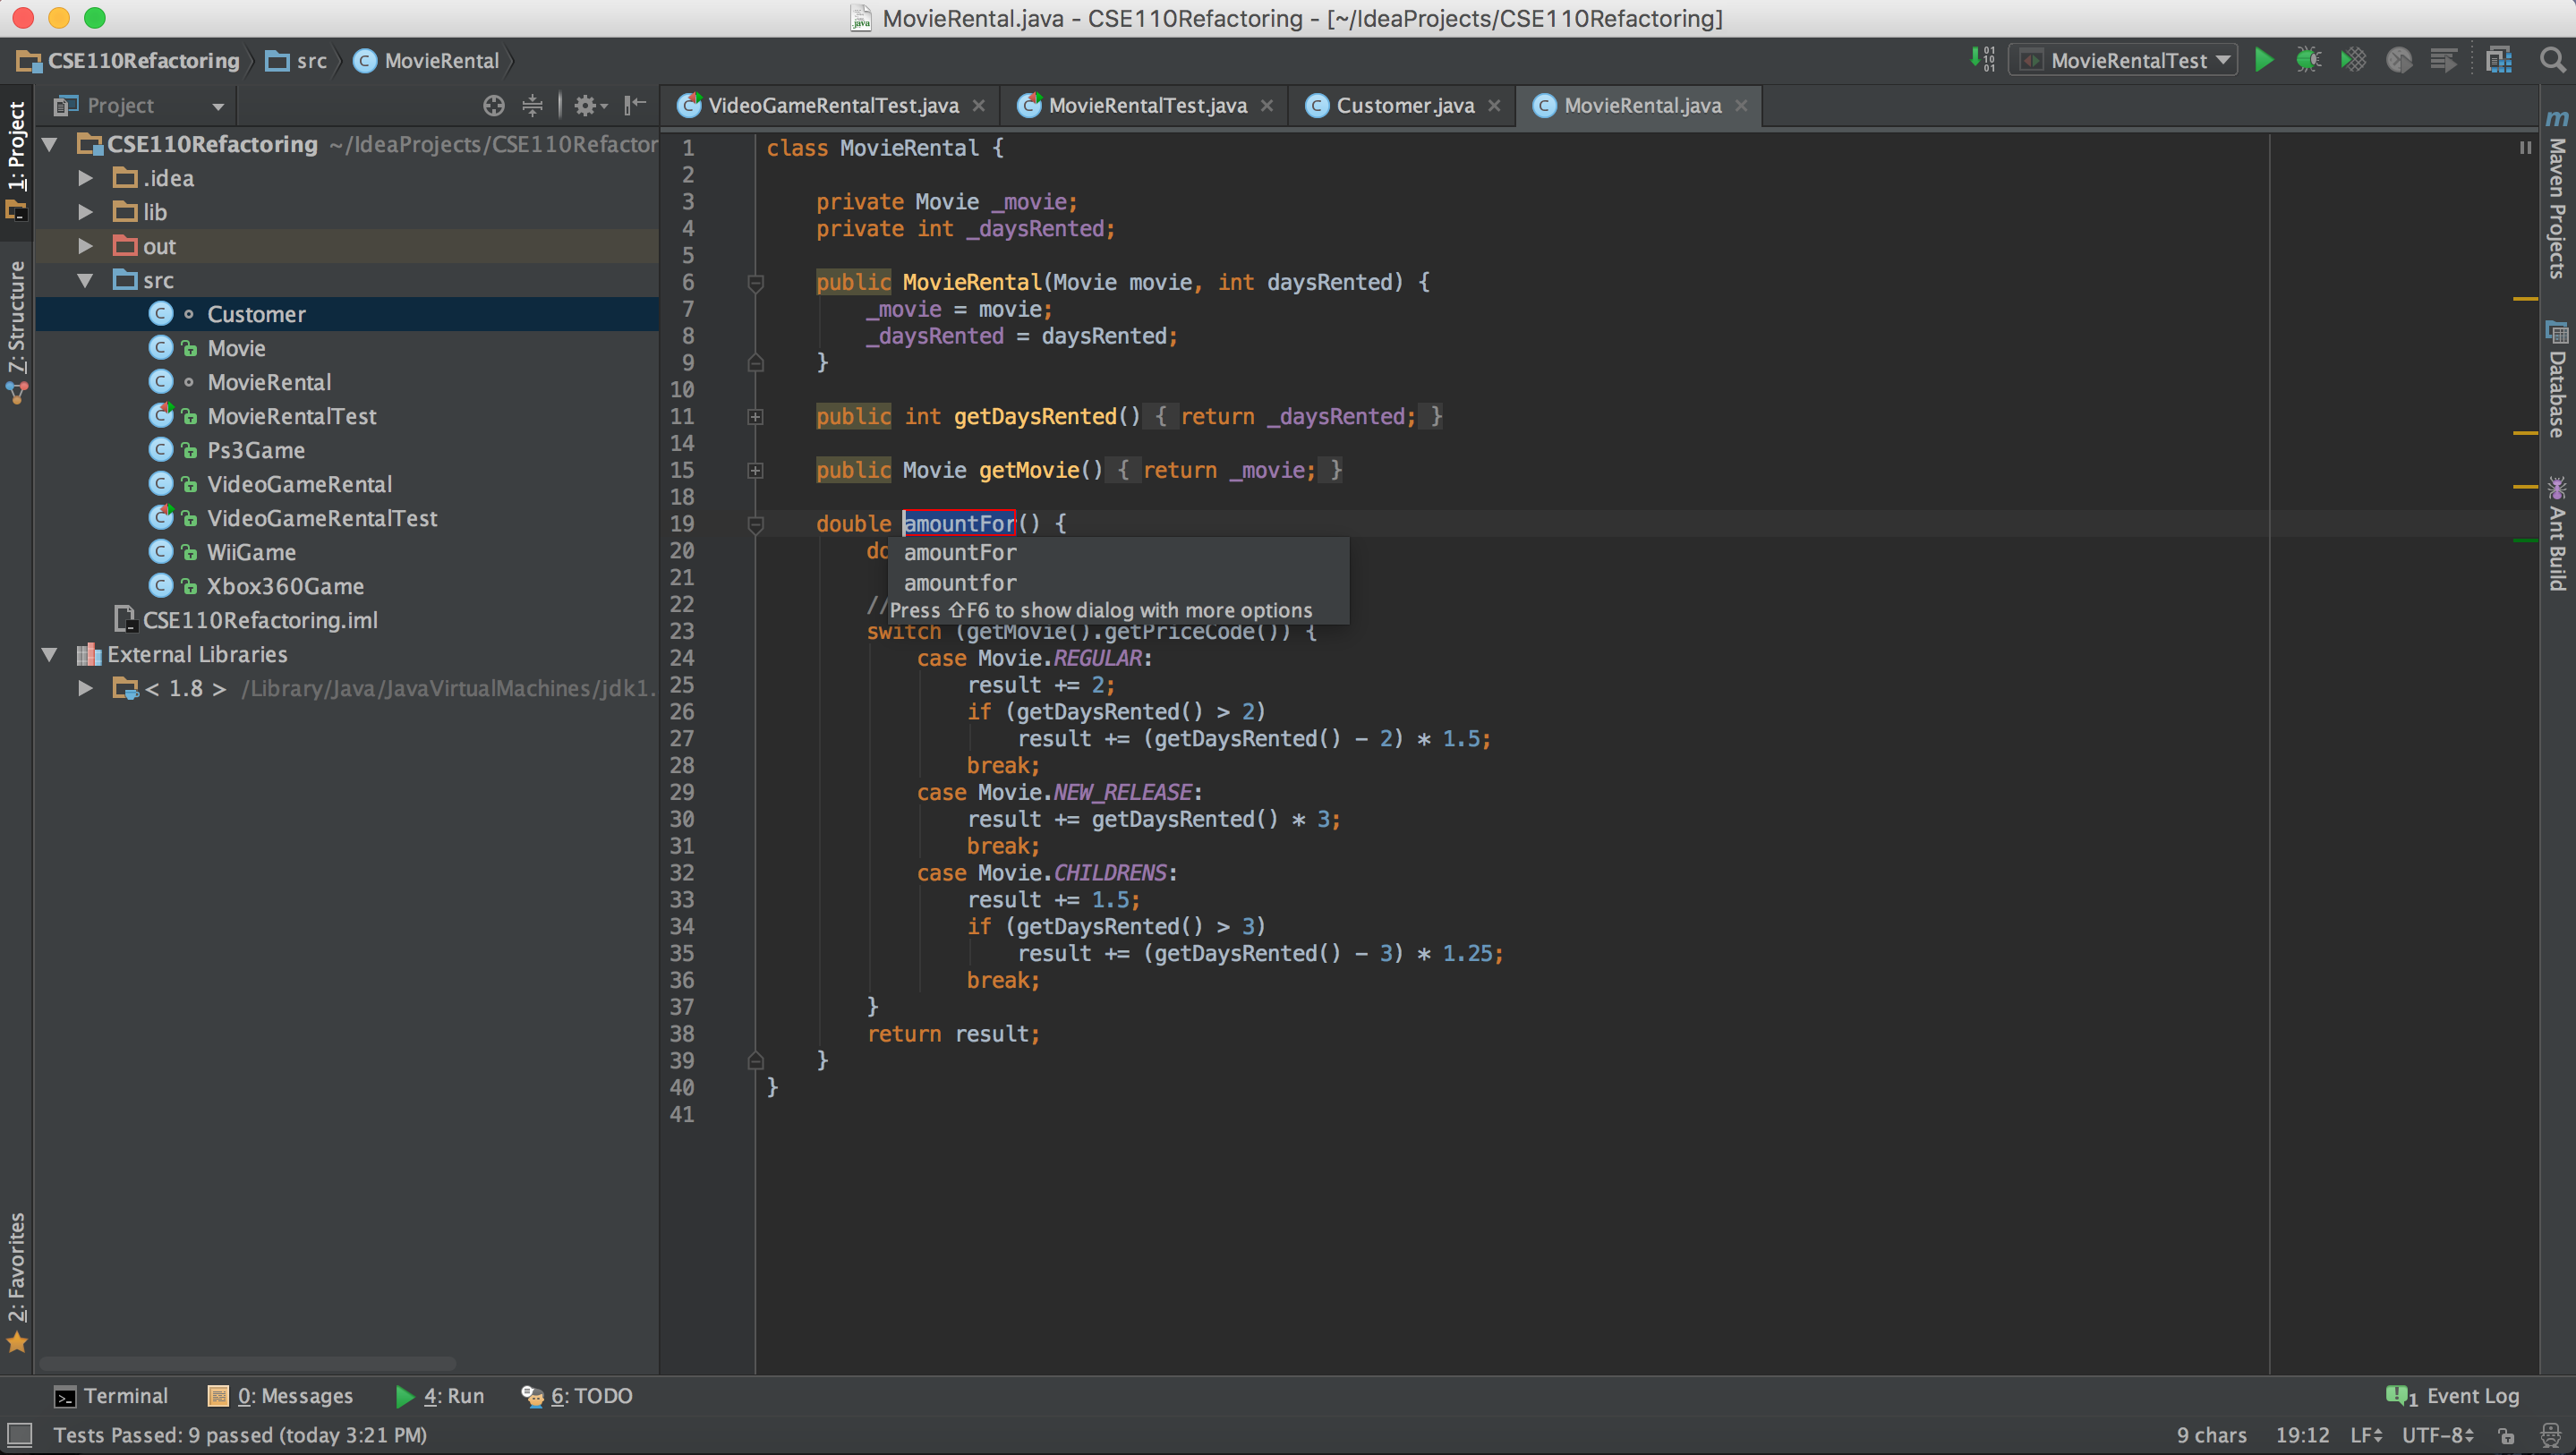 MovieRental.java - CSE110Refactoring - [~/IdeaProjects/CSE110Refactoring]
CSE110Refactoring src MovieRental
MovieRentalTest
Project
VideoGameRentalTest.java MovieRentalTest.java Customer.java MovieRental.java
1: Project
7: Structure
2: Favorites
CSE110Refactoring ~/IdeaProjects/CSE110Refactor
.idea
lib
out
src
Customer
Movie
MovieRental
MovieRentalTest
Ps3Game
VideoGameRental
VideoGameRentalTest
WiiGame
Xbox360Game
CSE110Refactoring.iml
External Libraries
< 1.8 > /Library/Java/JavaVirtualMachines/jdk1.
1 class MovieRental {
2
3 private Movie _movie;
4 private int _daysRented;
5
6 public MovieRental(Movie movie, int daysRented) {
7 _movie = movie;
8 _daysRented = daysRented;
9 }
10
11 public int getDaysRented() { return _daysRented; }
14
15 public Movie getMovie() { return _movie; }
18
19 double amountFor() {
20 do
amountFor
21
amountfor
22 //
Press ⇧F6 to show dialog with more options
23 switch (getMovie().getPriceCode()) {
24 case Movie.REGULAR:
25 result += 2;
26 if (getDaysRented() > 2)
27 result += (getDaysRented() - 2) * 1.5;
28 break;
29 case Movie.NEW_RELEASE:
30 result += getDaysRented() * 3;
31 break;
32 case Movie.CHILDRENS:
33 result += 1.5;
34 if (getDaysRented() > 3)
35 result += (getDaysRented() - 3) * 1.25;
36 break;
37 }
38 return result;
39 }
40 }
41
m Maven Projects
Database
Ant Build
Terminal 0: Messages 4: Run 6: TODO
1 Event Log
Tests Passed: 9 passed (today 3:21 PM)
9 chars 19:12 LF UTF-8